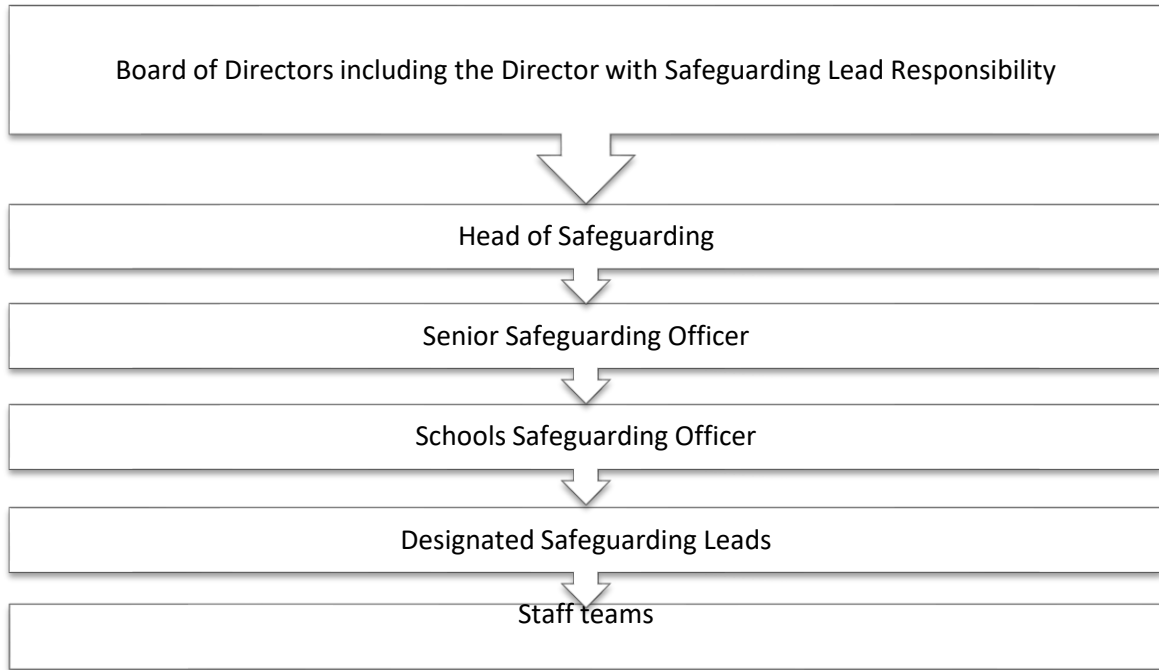 Board of Directors including the Director with Safeguarding Lead Responsibility
Head of Safeguarding
Senior Safeguarding Officer
Schools Safeguarding Officer
Designated Safeguarding Leads
Staff teams